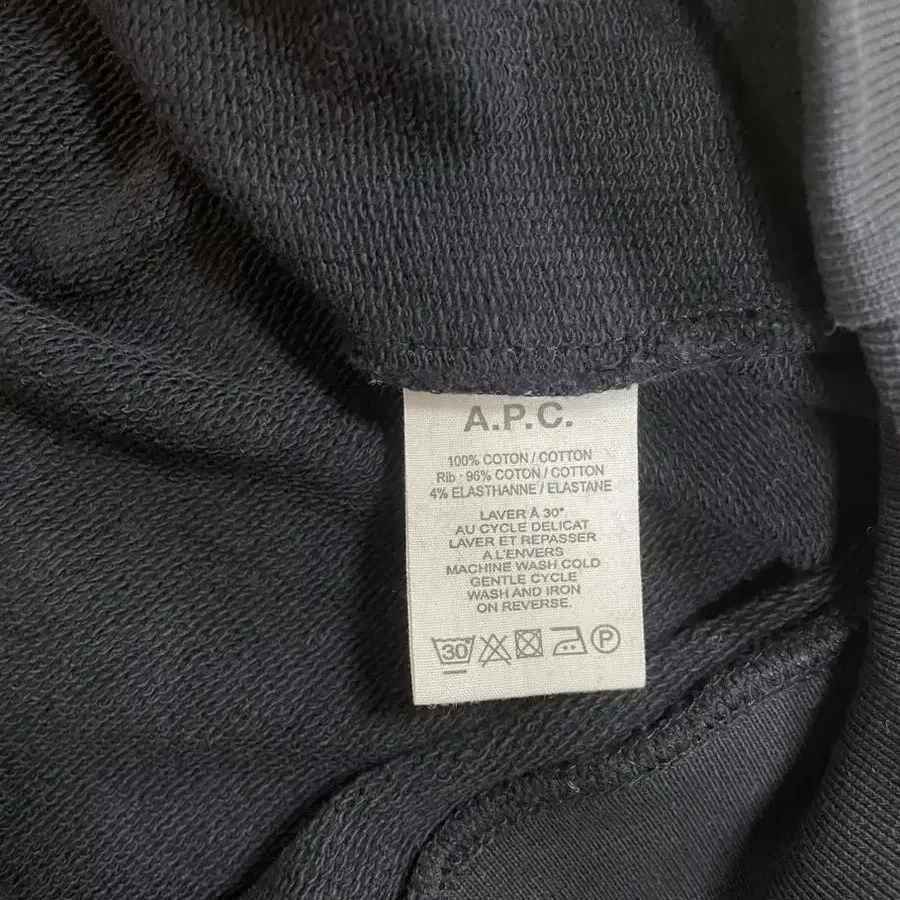 A.P.C.
100% COTON / COTTON
Rib : 96% COTON / COTTON
4% ELASTHANNE / ELASTANE
LAVER À 30°
AU CYCLE DELICAT
LAVER ET REPASSER
A L'ENVERS
MACHINE WASH COLD
GENTLE CYCLE
WASH AND IRON
ON REVERSE.
30° P